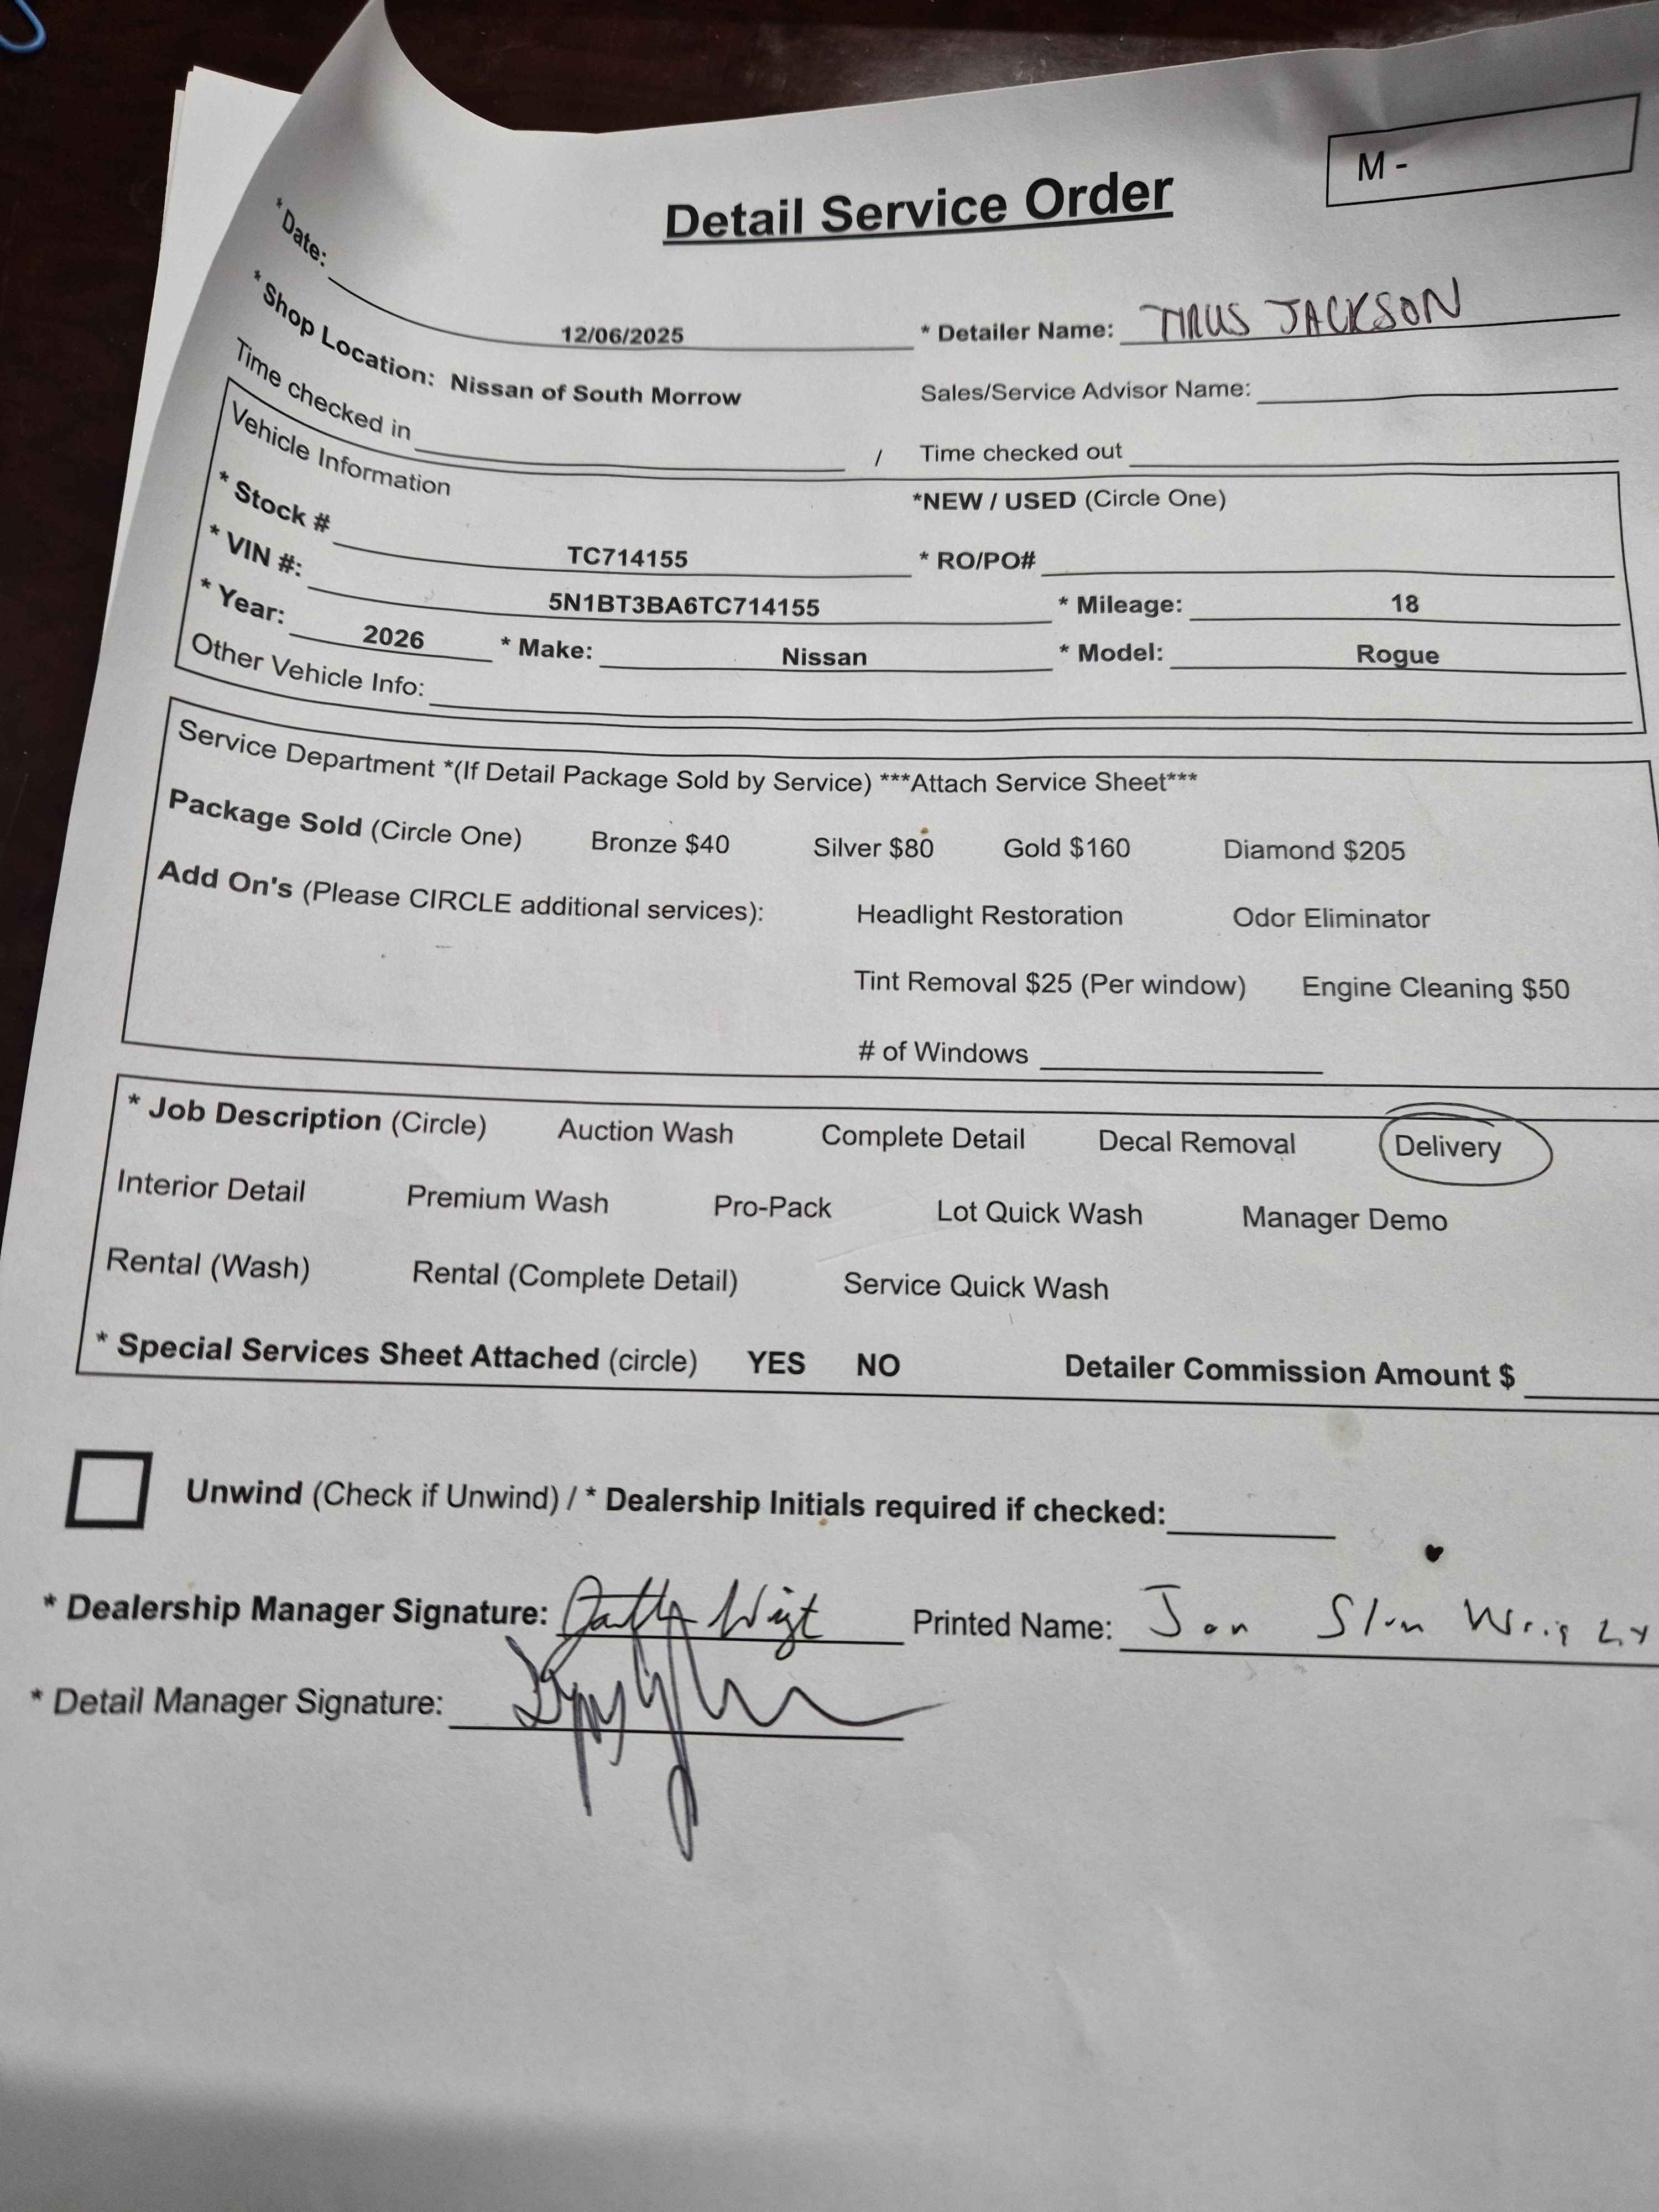 M -
Detail Service Order
* Date: 12/06/2025 * Detailer Name: TIRUS JACKSON
* Shop Location: Nissan of South Morrow Sales/Service Advisor Name:
Time checked in / Time checked out
Vehicle Information *NEW / USED (Circle One)
* Stock # TC714155 * RO/PO#
* VIN #: 5N1BT3BA6TC714155 * Mileage: 18
* Year: 2026 * Make: Nissan * Model: Rogue
Other Vehicle Info:
Service Department *(If Detail Package Sold by Service) ***Attach Service Sheet***
Package Sold (Circle One) Bronze $40 Silver $80 Gold $160 Diamond $205
Add On's (Please CIRCLE additional services): Headlight Restoration Odor Eliminator
Tint Removal $25 (Per window) Engine Cleaning $50
# of Windows
* Job Description (Circle) Auction Wash Complete Detail Decal Removal Delivery
Interior Detail Premium Wash Pro-Pack Lot Quick Wash Manager Demo
Rental (Wash) Rental (Complete Detail) Service Quick Wash
* Special Services Sheet Attached (circle) YES NO Detailer Commission Amount $
Unwind (Check if Unwind) / * Dealership Initials required if checked:
* Dealership Manager Signature: Printed Name: Jon
* Detail Manager Signature: